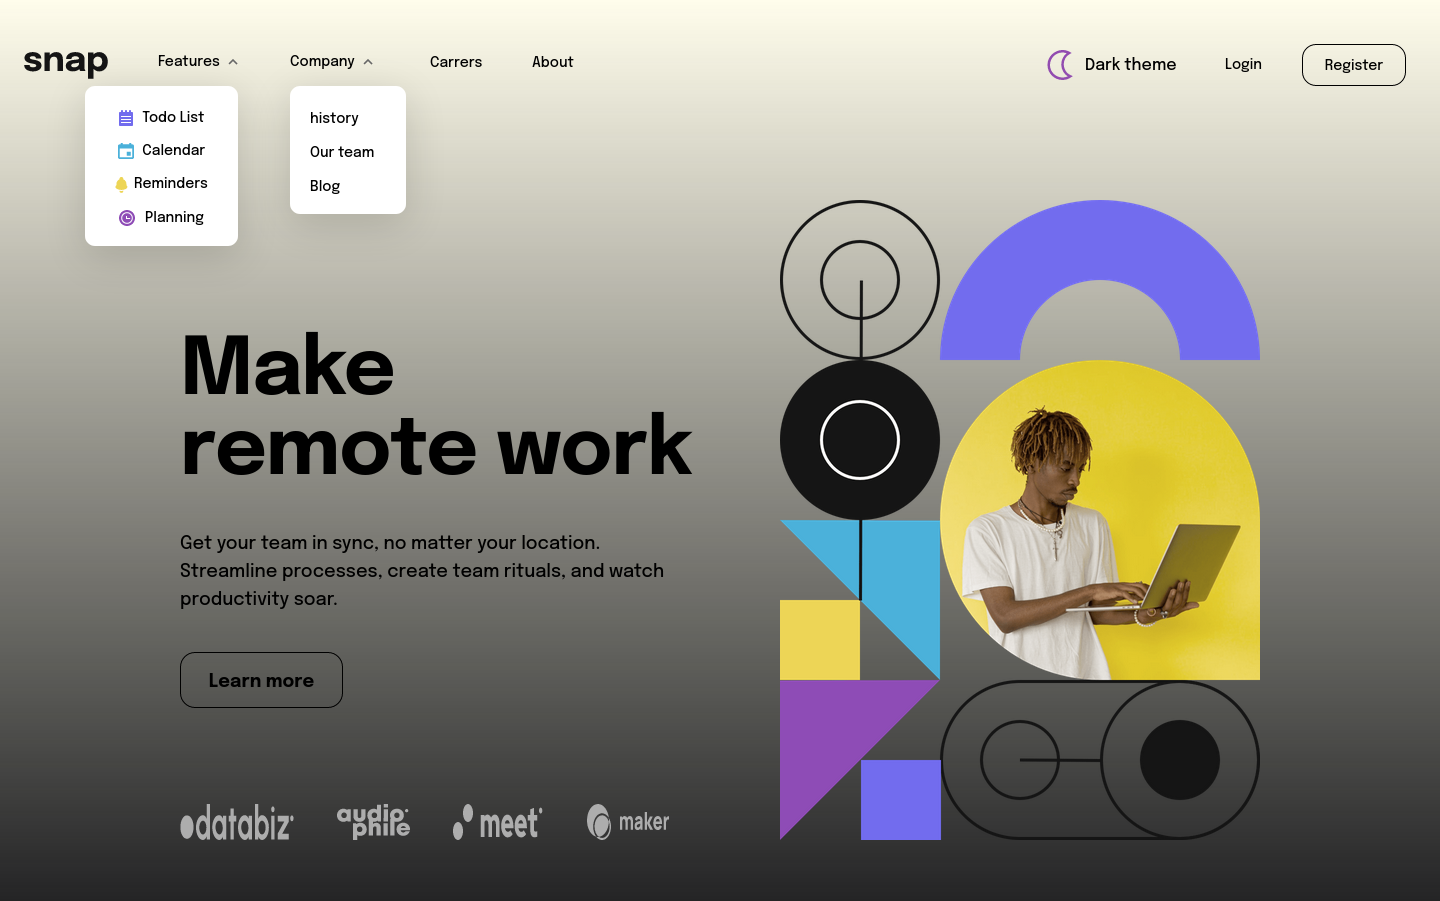 snap
Features
Company
Carrers
About
Dark theme
Login
Register
Todo List
Calendar
Reminders
Planning
history
Our team
Blog
Make
remote work
Get your team in sync, no matter your location.
Streamline processes, create team rituals, and watch
productivity soar.
Learn more
databiz
audio
phile
meet
maker